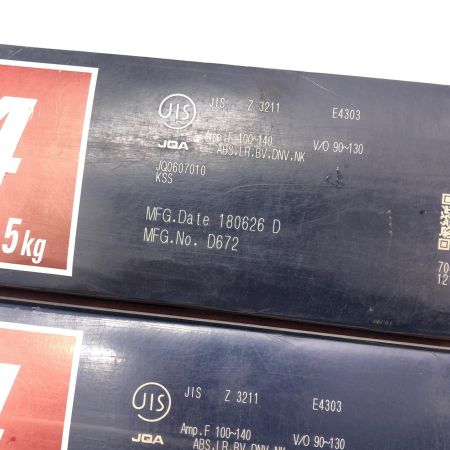 4
5kg
JIS
JQA
JIS Z 3211 E4303
Amp.F 100~140 V/O 90~130
ABS.LR.BV.DNV.NK
JQ0607010
KSS
MFG.Date 180626 D
MFG.No. D672
70
12
JIS
JQA
JIS Z 3211 E4303
Amp.F 100~140 V/O 90~130
ABS.LR.BV.DNV.NK